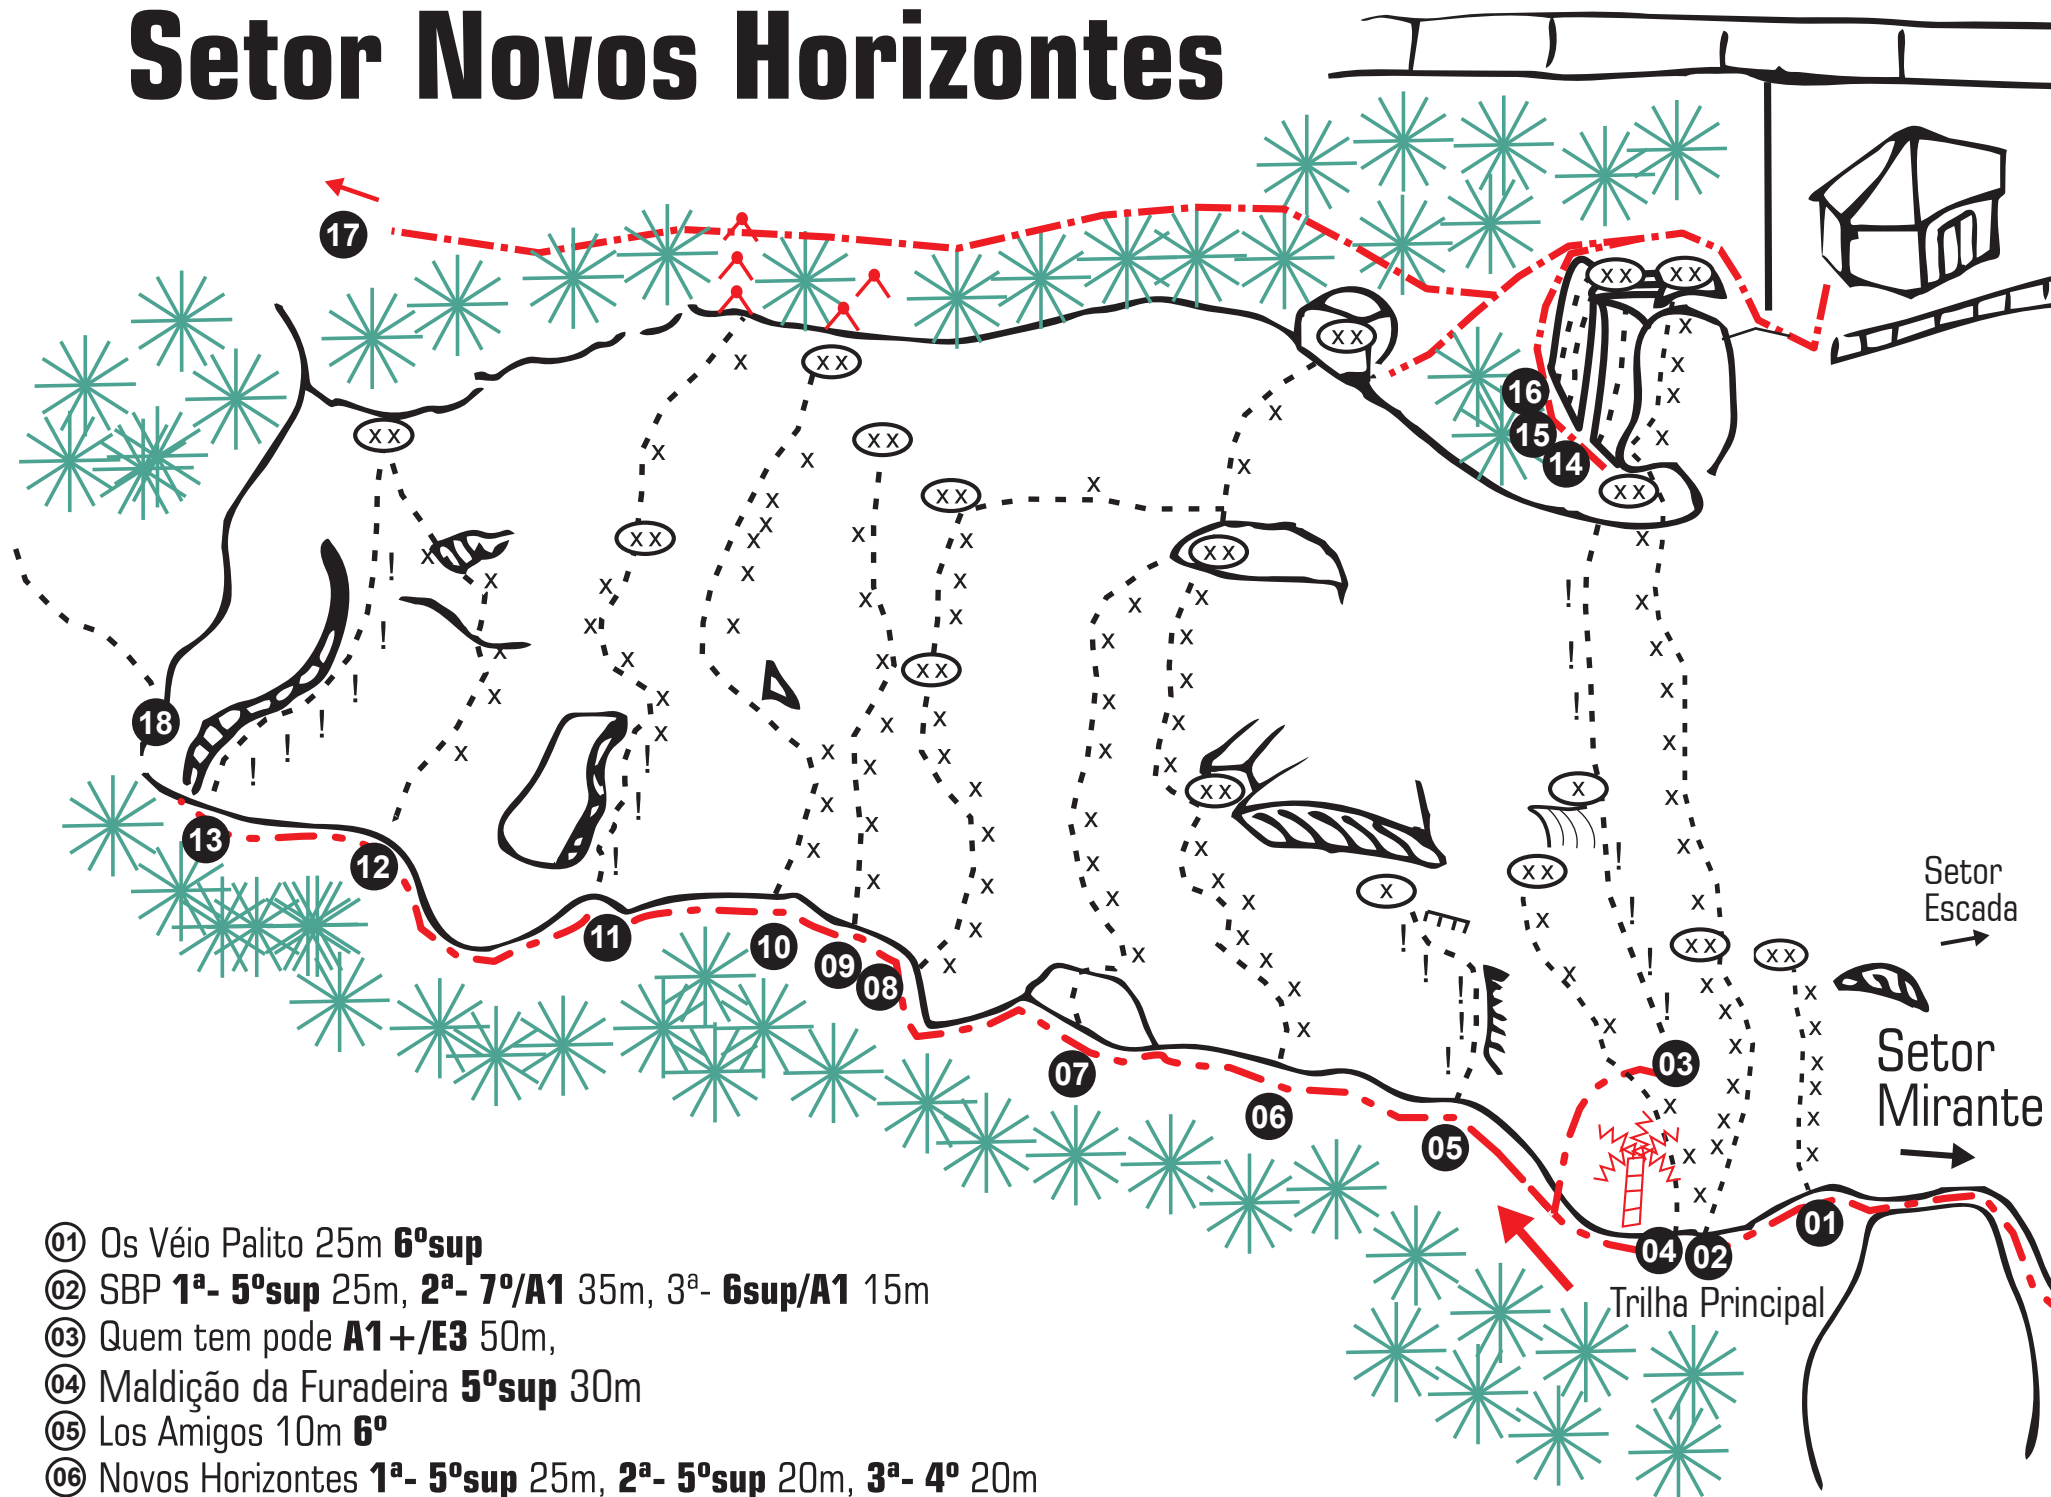 Setor Novos Horizontes
17
16
15
14
18
13
12
11
10
09
08
07
06
05
03
04
02
01
Setor
Escada
Setor
Mirante
Trilha Principal
01 Os Véio Palito 25m 6ºsup
02 SBP 1ª- 5ºsup 25m, 2ª- 7º/A1 35m, 3ª- 6sup/A1 15m
03 Quem tem pode A1+/E3 50m,
04 Maldição da Furadeira 5ºsup 30m
05 Los Amigos 10m 6º
06 Novos Horizontes 1ª- 5ºsup 25m, 2ª- 5ºsup 20m, 3ª- 4º 20m